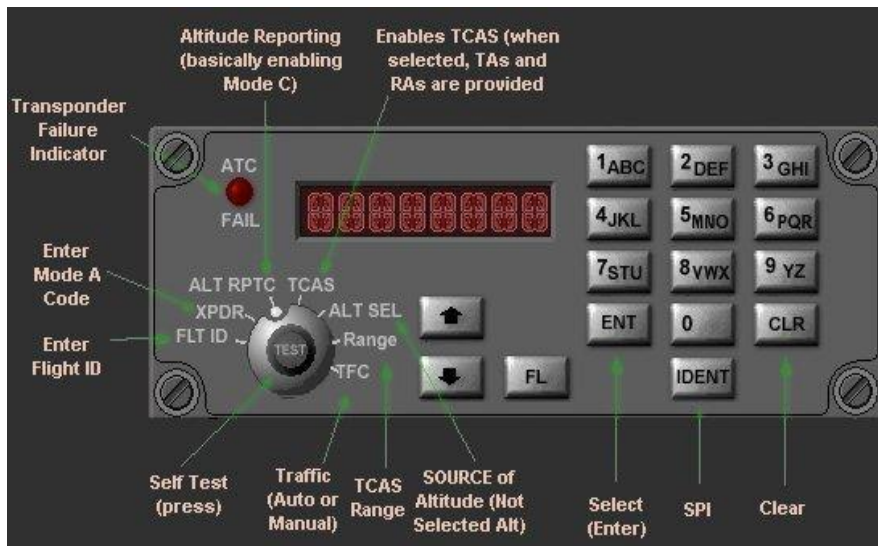 Altitude Reporting
(basically enabling
Mode C)
Enables TCAS (when
selected, TAs and
RAs are provided
Transponder
Failure
Indicator
ATC
FAIL
1ABC
2DEF
3 GHI
4JKL
5MNO
6PQR
7STU
8VWX
9 YZ
ENT
0
CLR
IDENT
Enter
Mode A
Code
Enter
Flight ID
ALT RPTC
TCAS
XPDR
ALT SEL
FLT ID
TEST
Range
TFC
FL
Self Test
(press)
Traffic
(Auto or
Manual)
TCAS
Range
SOURCE of
Altitude (Not
Selected Alt)
Select
(Enter)
SPI
Clear